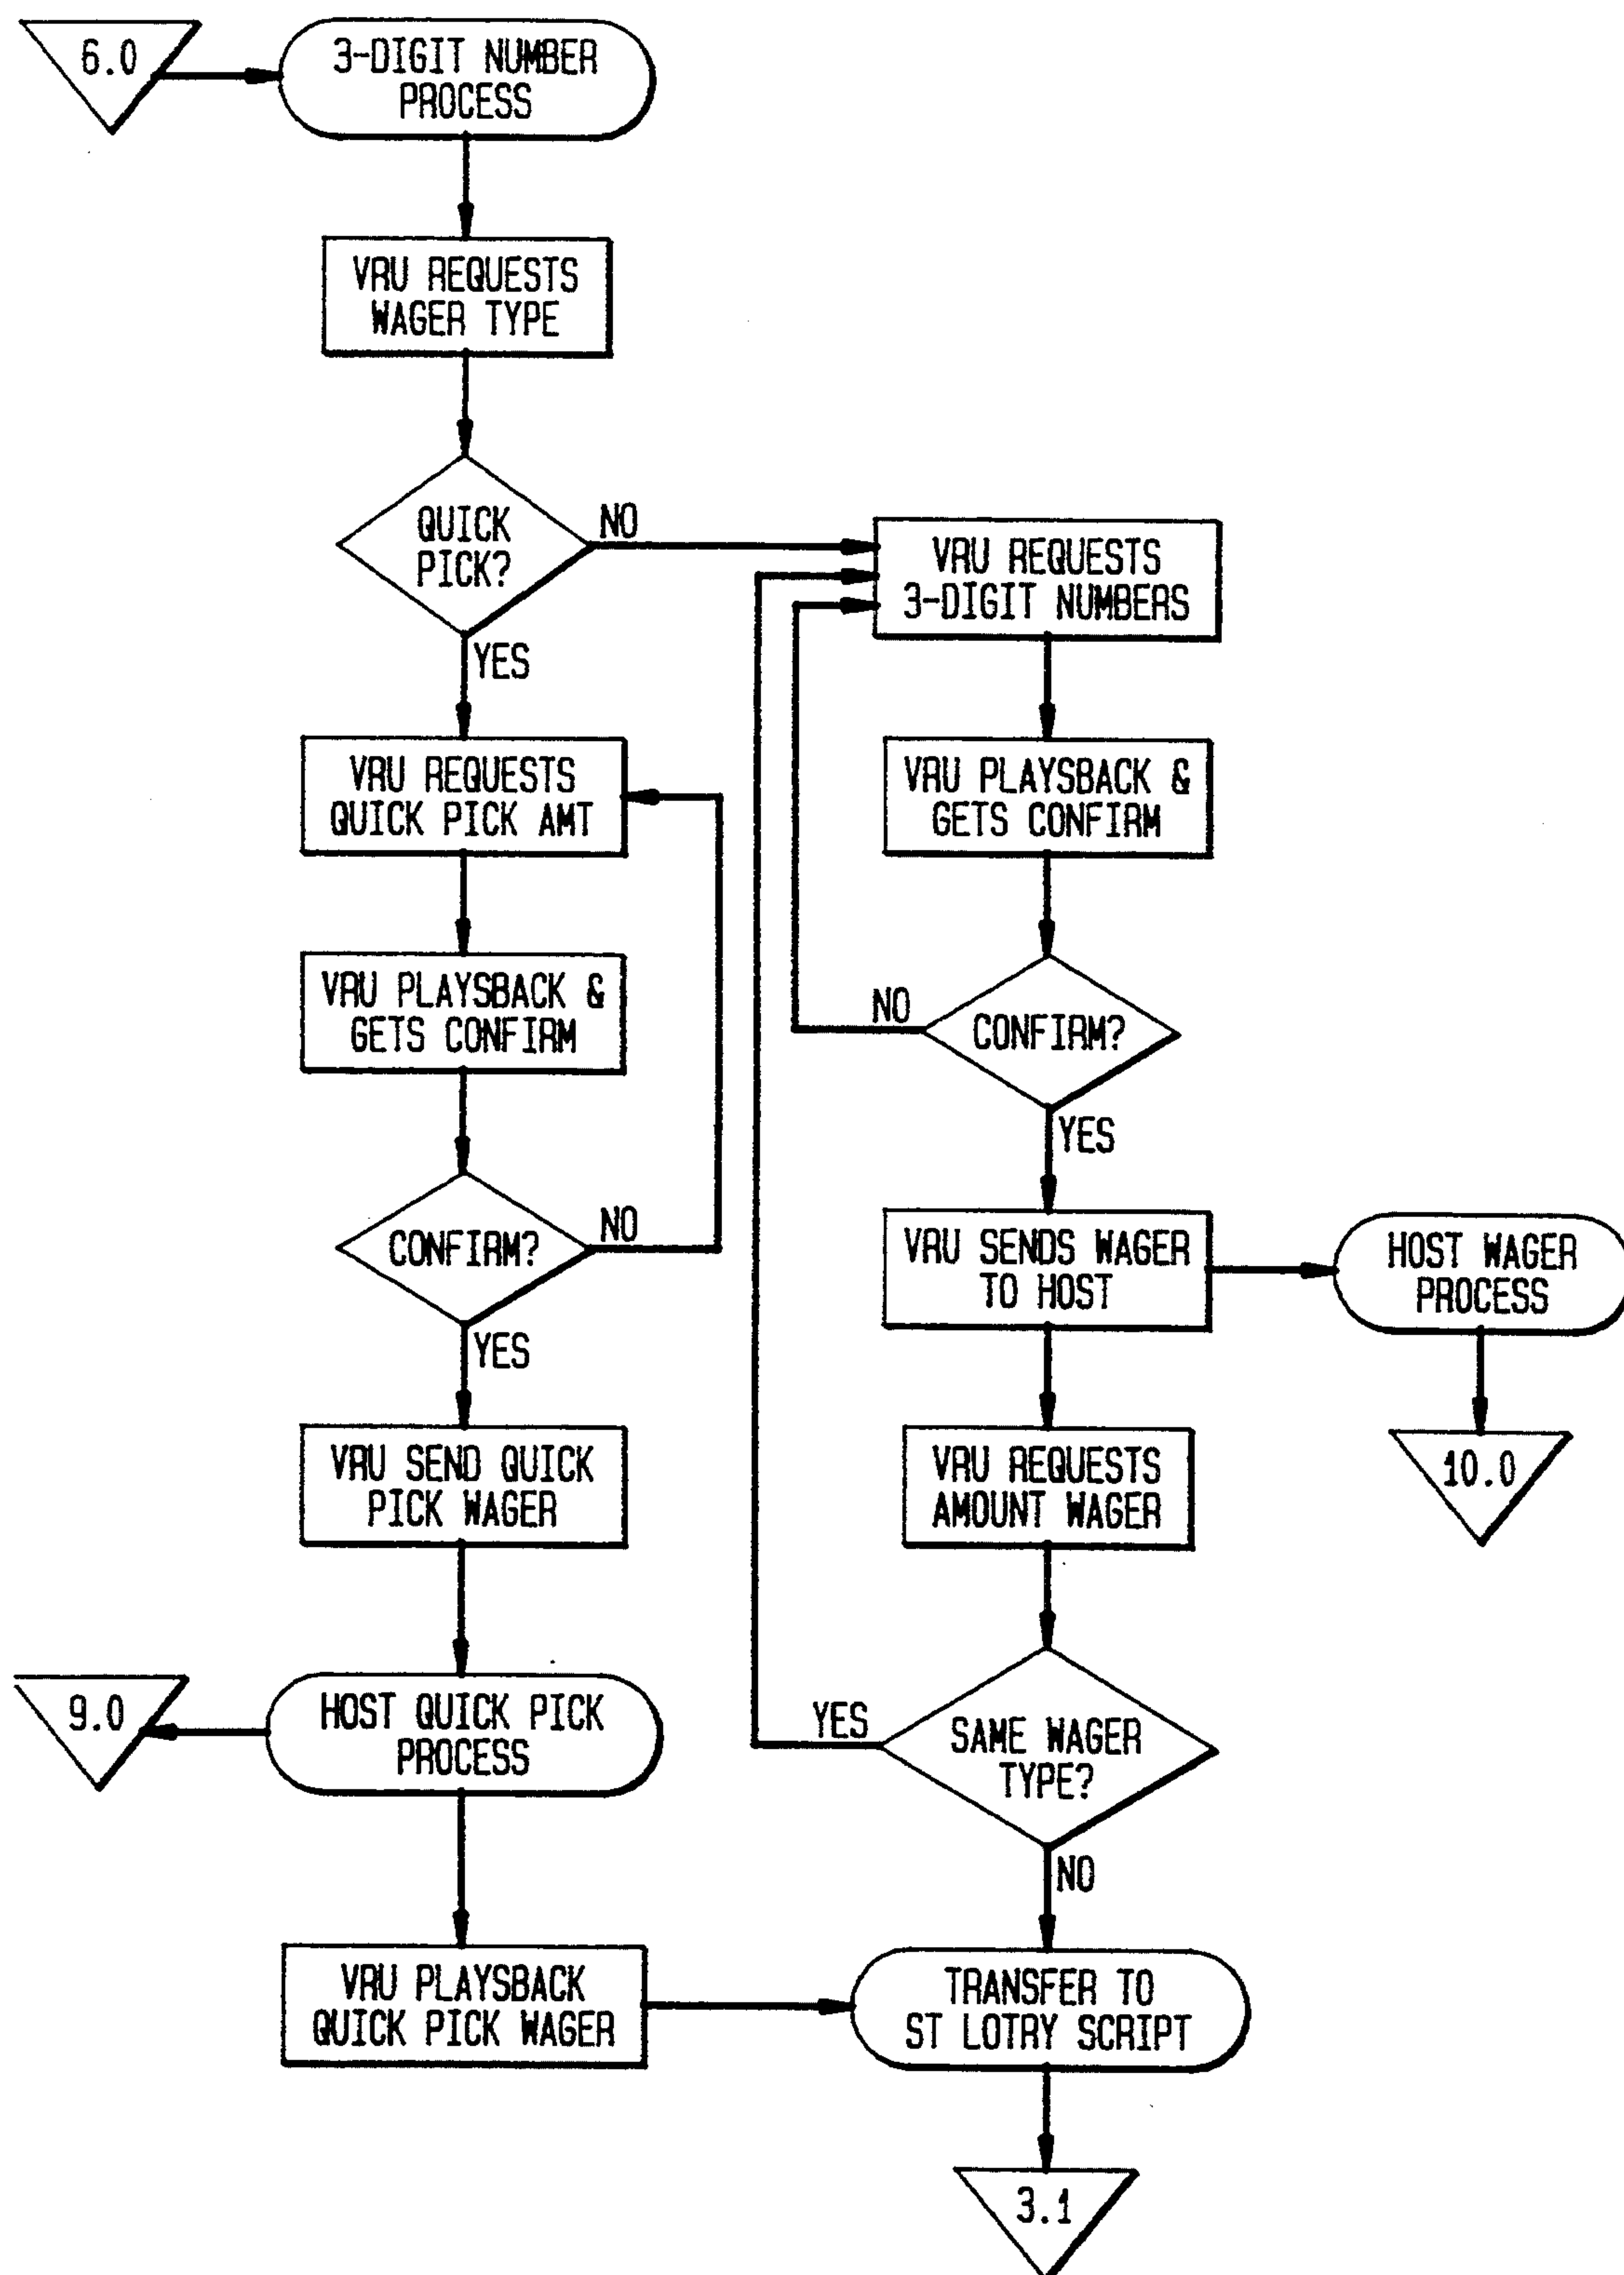 6.0
3-DIGIT NUMBER
PROCESS
VRU REQUESTS
WAGER TYPE
QUICK
PICK?
NO
YES
VRU REQUESTS
QUICK PICK AMT
VRU PLAYSBACK &
GETS CONFIRM
CONFIRM?
NO
YES
VRU SEND QUICK
PICK WAGER
HOST QUICK PICK
PROCESS
9.0
VRU PLAYSBACK
QUICK PICK WAGER
VRU REQUESTS
3-DIGIT NUMBERS
VRU PLAYSBACK &
GETS CONFIRM
CONFIRM?
NO
YES
VRU SENDS WAGER
TO HOST
HOST WAGER
PROCESS
10.0
VRU REQUESTS
AMOUNT WAGER
SAME WAGER
TYPE?
YES
NO
TRANSFER TO
ST LOTRY SCRIPT
3.1